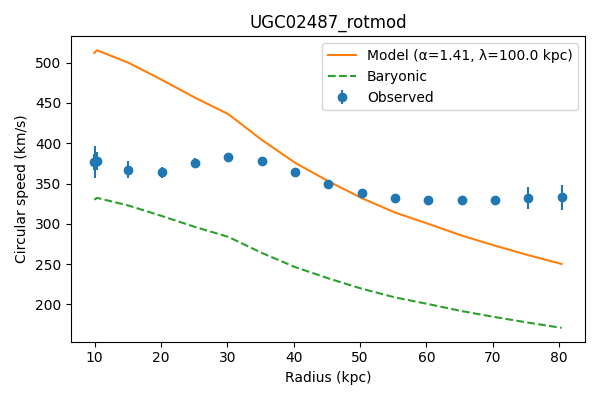 UGC02487_rotmod
Model (α=1.41, λ=100.0 kpc)
Baryonic
Observed
Circular speed (km/s)
500
450
400
350
300
250
200
10
20
30
40
50
60
70
80
Radius (kpc)